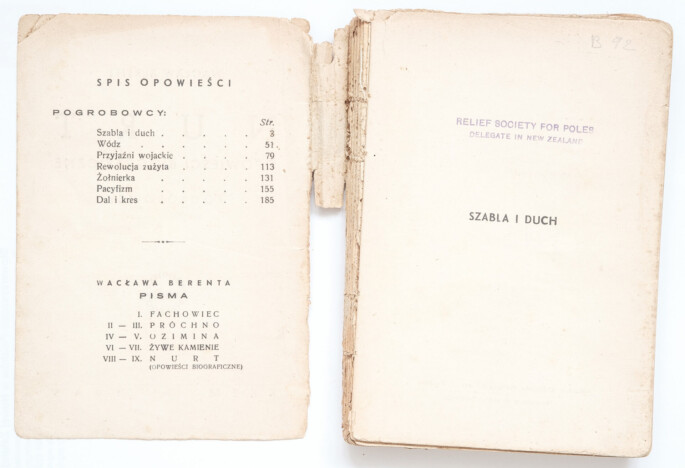 SPIS OPOWIEŚCI
POGROBOWCY:
Str.
Szabla i duch . . . . . 3
Wódz . . . . . . 51
Przyjaźni wojackie . . . . 79
Rewolucja zużyta . . . . 113
Żołnierka . . . . . 131
Pacyfizm . . . . . 155
Dal i kres . . . . . 185
WACŁAWA BERENTA
PISMA
I. FACHOWIEC
II — III. PRÓCHNO
IV — V. OZIMINA
VI — VII. ŻYWE KAMIENIE
VIII — IX. NURT
(OPOWIEŚCI BIOGRAFICZNE)
B 92
RELIEF SOCIETY FOR POLES
DELEGATE IN NEW ZEALAND
SZABLA I DUCH